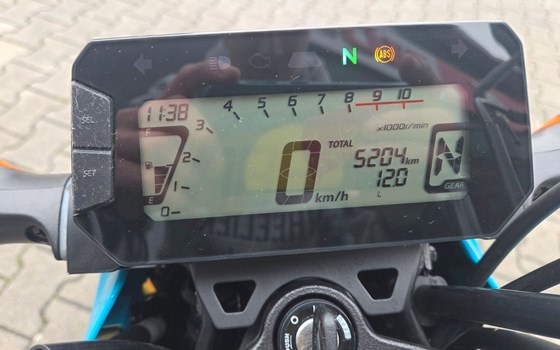 N ABS
11:38
4 5 6 7 8 9 10
SEL
F
3
x1000r/min
TOTAL
5204 km
2
0 km/h
12.0
L
N
SET
1
GEAR
E
0
PUSH